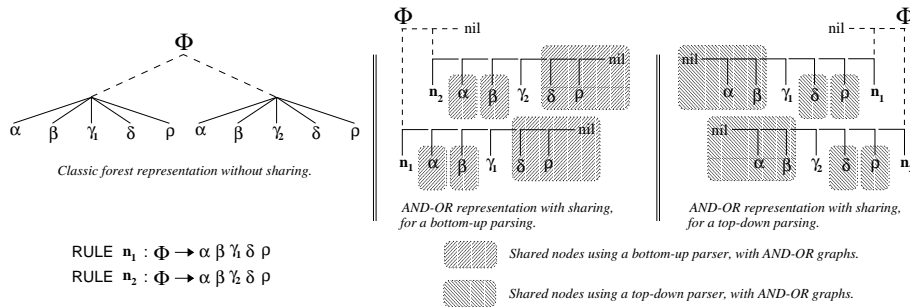 Φ
α β γ1 δ ρ α β γ2 δ ρ
Classic forest representation without sharing.
RULE n1 : Φ → α β γ1 δ ρ
RULE n2 : Φ → α β γ2 δ ρ
Φ
nil
nil
n2 α β γ2 δ ρ
nil
n1 α β γ1 δ ρ
AND-OR representation with sharing,
for a bottom-up parsing.
nil
Φ
nil
α β γ1 δ ρ n1
nil
α β γ2 δ ρ n
AND-OR representation with sharing,
for a top-down parsing.
Shared nodes using a bottom-up parser, with AND-OR graphs.
Shared nodes using a top-down parser, with AND-OR graphs.